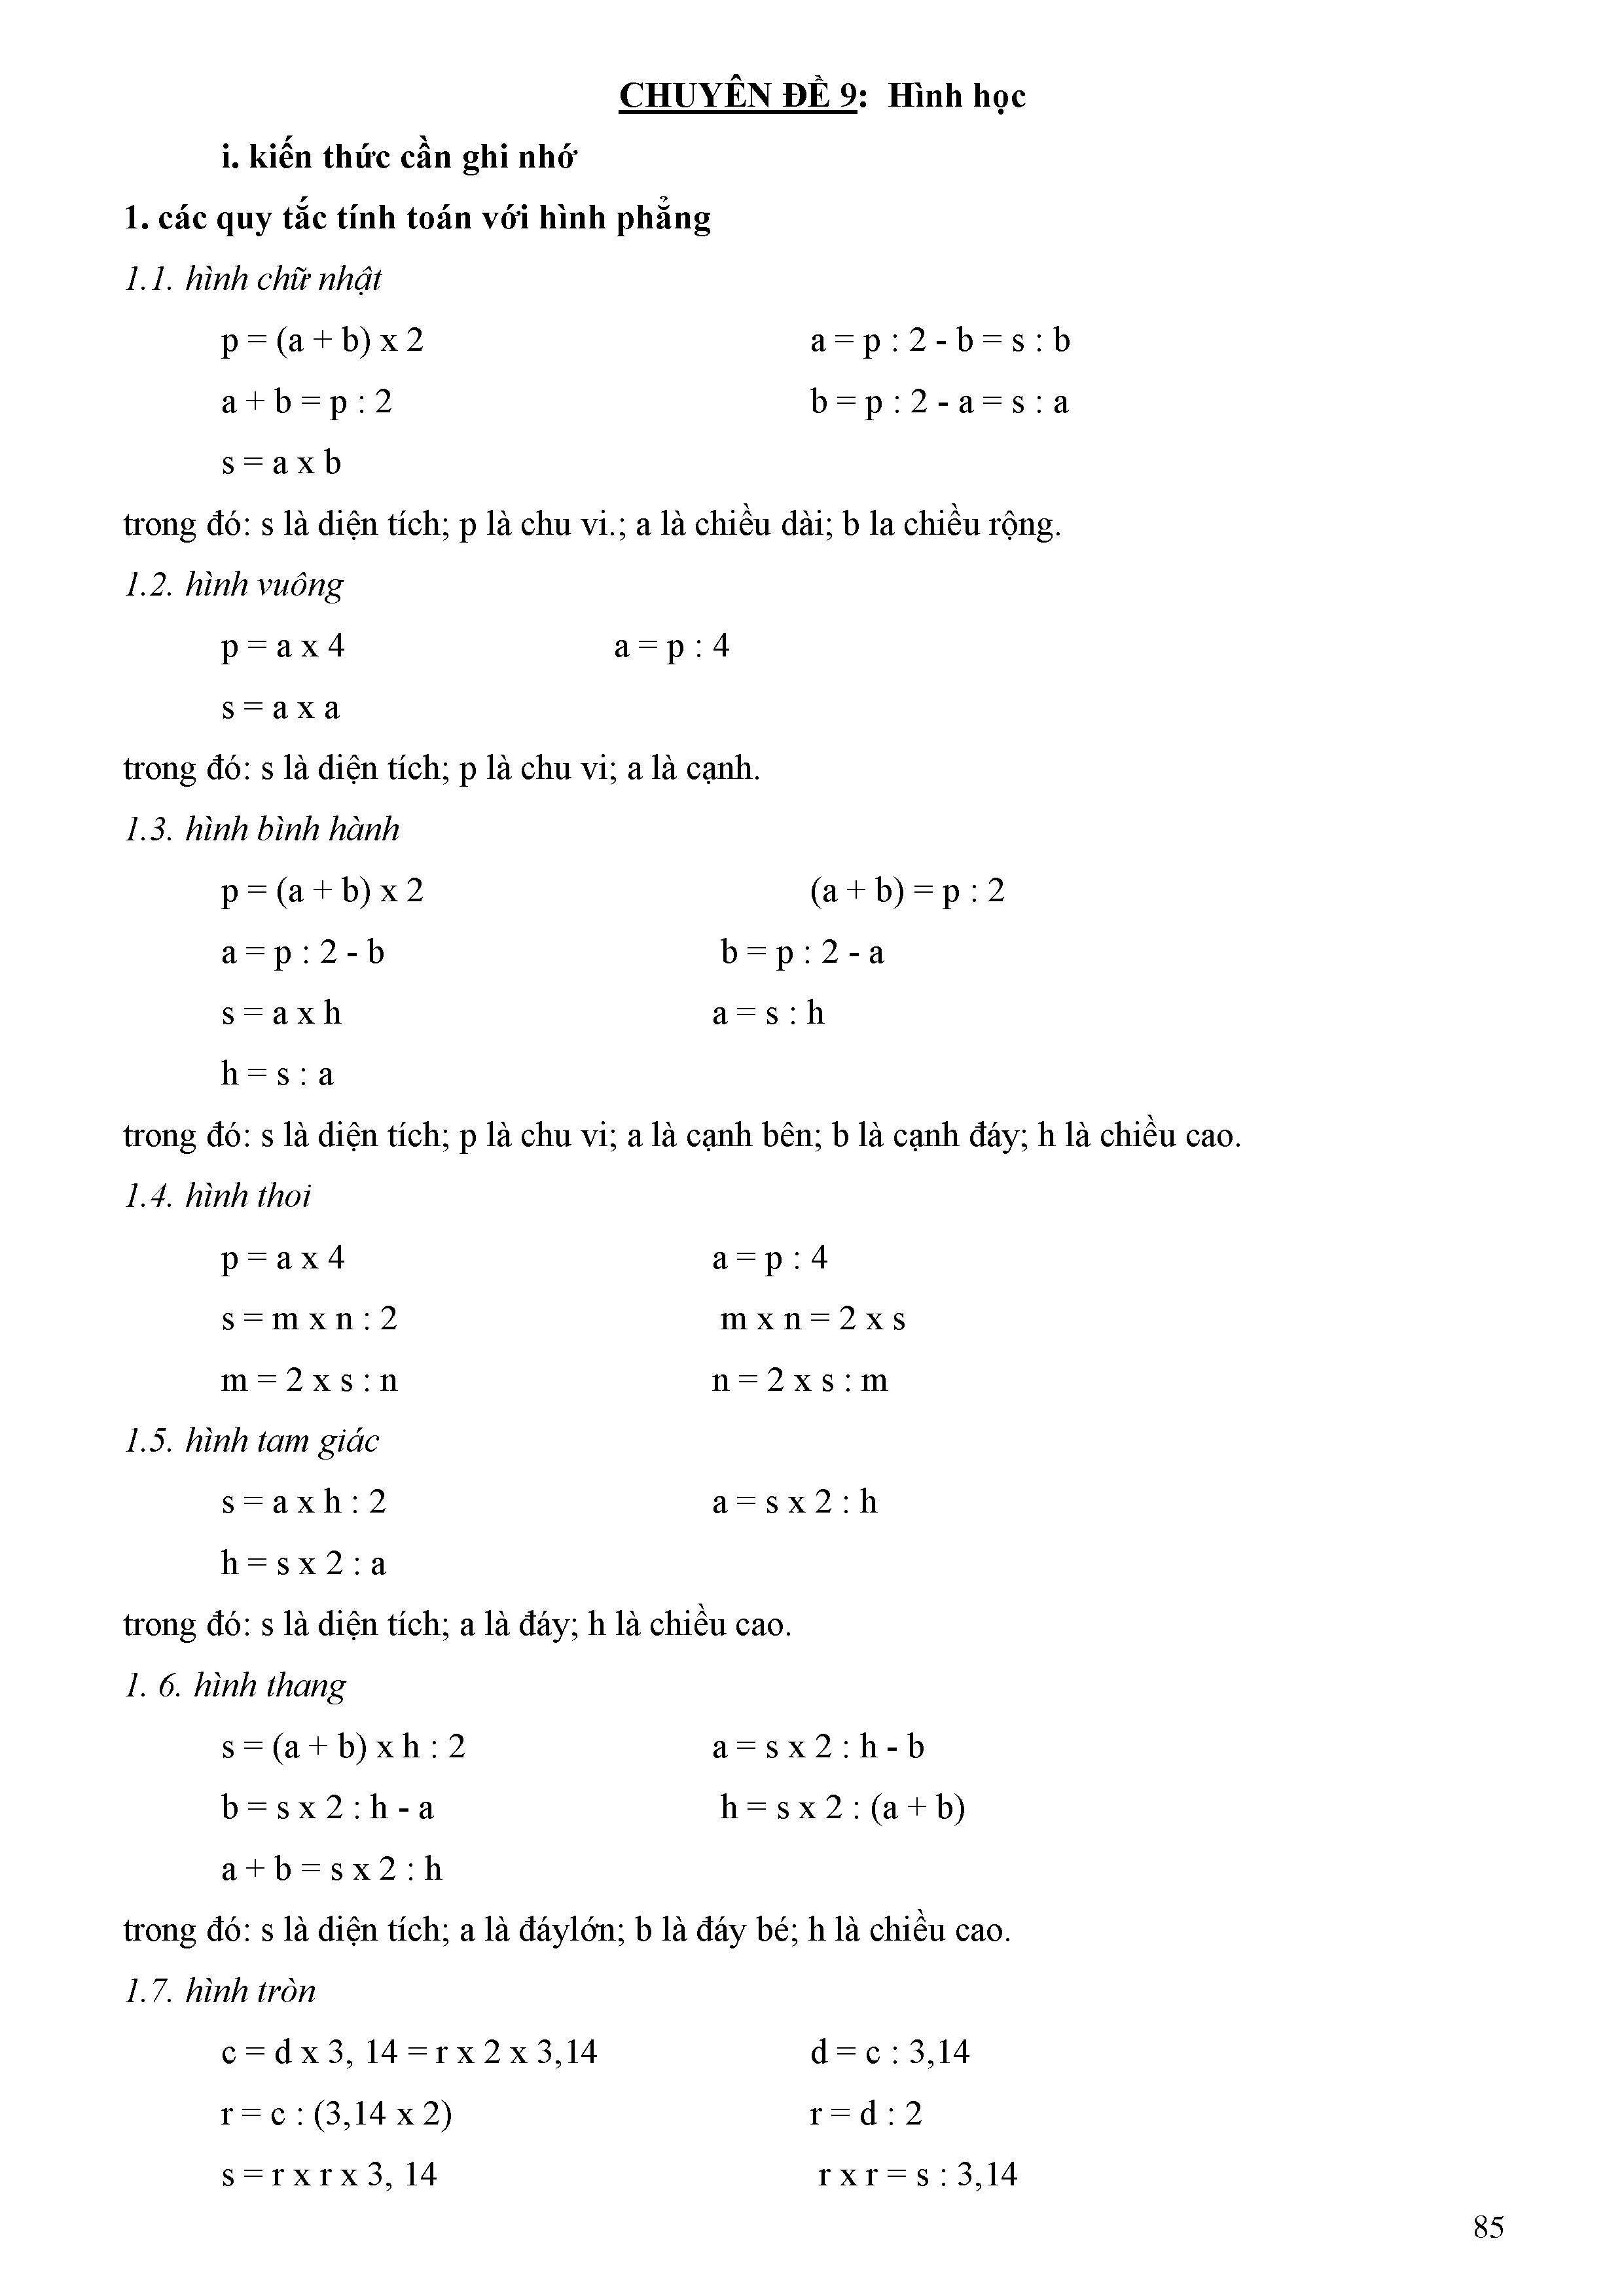 CHUYÊN ĐỀ 9: Hình học
i. kiến thức cần ghi nhớ
1. các quy tắc tính toán với hình phẳng
1.1. hình chữ nhật
p = (a + b) x 2 a = p : 2 - b = s : b
a + b = p : 2 b = p : 2 - a = s : a
s = a x b
trong đó: s là diện tích; p là chu vi.; a là chiều dài; b la chiều rộng.
1.2. hình vuông
p = a x 4 a = p : 4
s = a x a
trong đó: s là diện tích; p là chu vi; a là cạnh.
1.3. hình bình hành
p = (a + b) x 2 (a + b) = p : 2
a = p : 2 - b b = p : 2 - a
s = a x h a = s : h
h = s : a
trong đó: s là diện tích; p là chu vi; a là cạnh bên; b là cạnh đáy; h là chiều cao.
1.4. hình thoi
p = a x 4 a = p : 4
s = m x n : 2 m x n = 2 x s
m = 2 x s : n n = 2 x s : m
1.5. hình tam giác
s = a x h : 2 a = s x 2 : h
h = s x 2 : a
trong đó: s là diện tích; a là đáy; h là chiều cao.
1. 6. hình thang
s = (a + b) x h : 2 a = s x 2 : h - b
b = s x 2 : h - a h = s x 2 : (a + b)
a + b = s x 2 : h
trong đó: s là diện tích; a là đáylớn; b là đáy bé; h là chiều cao.
1.7. hình tròn
c = d x 3, 14 = r x 2 x 3,14 d = c : 3,14
r = c : (3,14 x 2) r = d : 2
s = r x r x 3, 14 r x r = s : 3,14
85